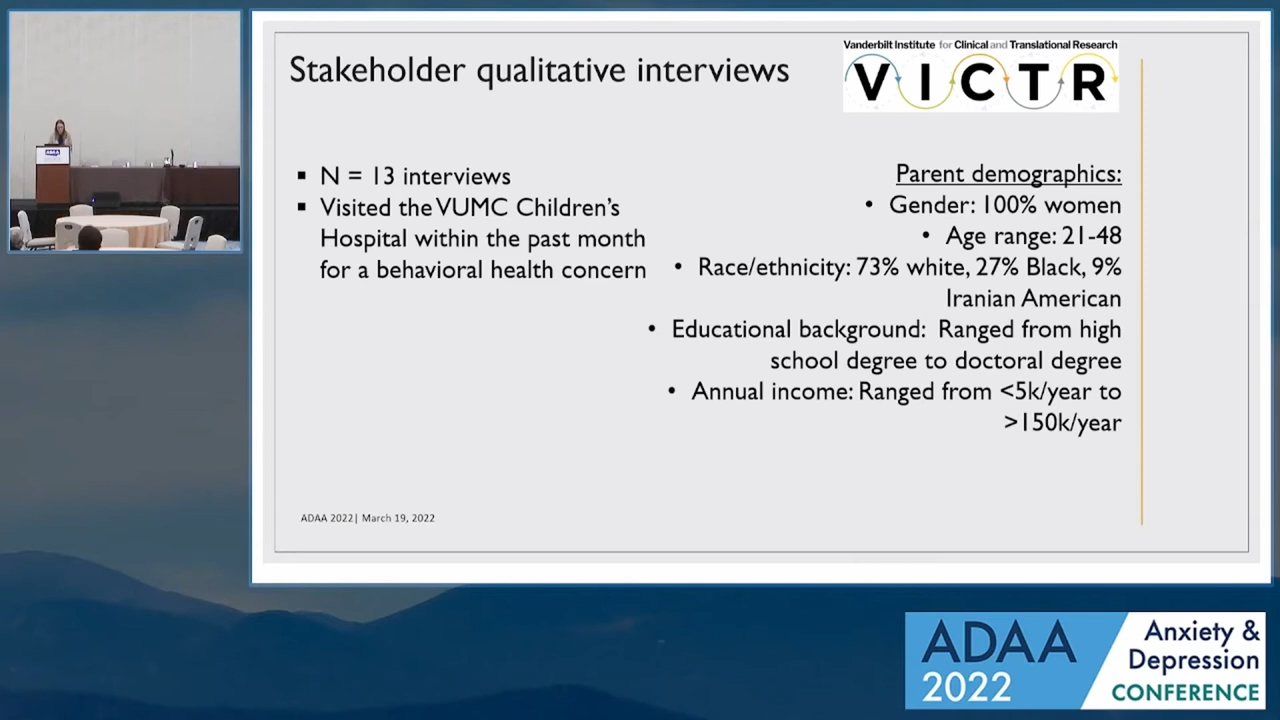 Stakeholder qualitative interviews
Vanderbilt Institute for Clinical and Translational Research
VICTR
▪ N = 13 interviews
▪ Visited the VUMC Children's
Hospital within the past month
for a behavioral health concern
Parent demographics:
• Gender: 100% women
• Age range: 21-48
• Race/ethnicity: 73% white, 27% Black, 9%
Iranian American
• Educational background: Ranged from high
school degree to doctoral degree
• Annual income: Ranged from <5k/year to
>150k/year
ADAA 2022| March 19, 2022
ADAA
ADAA
2022
Anxiety &
Depression
CONFERENCE